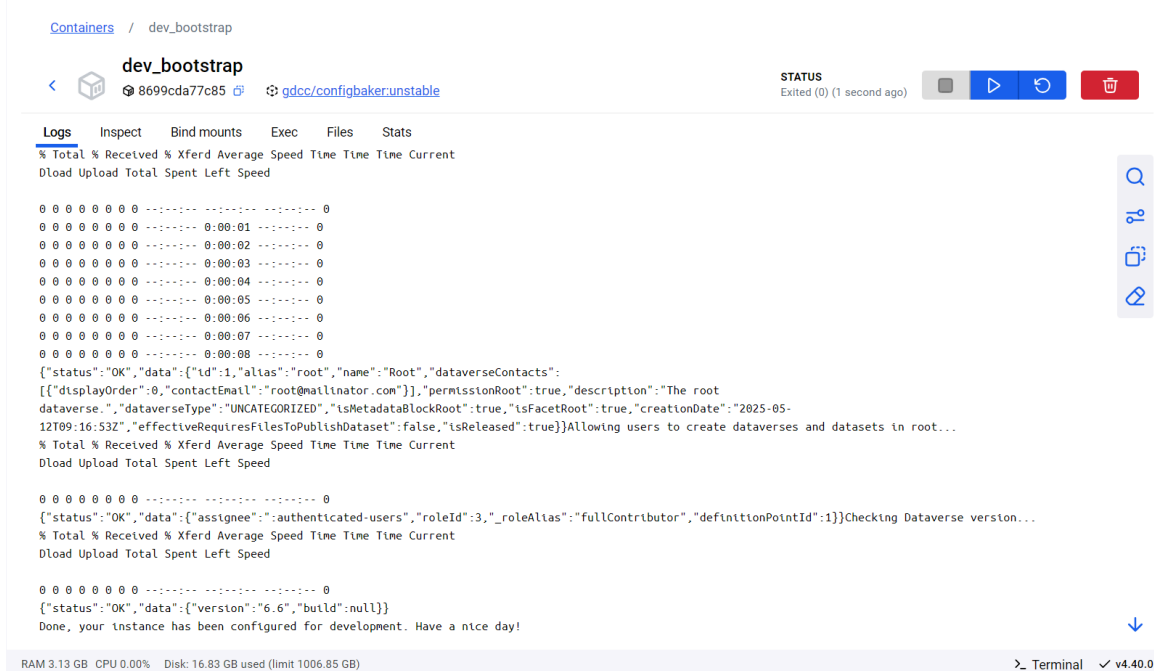 Containers / dev_bootstrap
dev_bootstrap
8699cda77c85 gdcc/configbaker:unstable
STATUS
Exited (0) (1 second ago)
Logs Inspect Bind mounts Exec Files Stats
% Total % Received % Xferd Average Speed Time Time Time Current
Dload Upload Total Spent Left Speed
0 0 0 0 0 0 0 0 --:--:-- --:--:-- --:--:-- 0
0 0 0 0 0 0 0 0 --:--:-- 0:00:01 --:--:-- 0
0 0 0 0 0 0 0 0 --:--:-- 0:00:02 --:--:-- 0
0 0 0 0 0 0 0 0 --:--:-- 0:00:03 --:--:-- 0
0 0 0 0 0 0 0 0 --:--:-- 0:00:04 --:--:-- 0
0 0 0 0 0 0 0 0 --:--:-- 0:00:05 --:--:-- 0
0 0 0 0 0 0 0 0 --:--:-- 0:00:06 --:--:-- 0
0 0 0 0 0 0 0 0 --:--:-- 0:00:07 --:--:-- 0
0 0 0 0 0 0 0 0 --:--:-- 0:00:08 --:--:-- 0
{"status":"OK","data":{"id":1,"alias":"root","name":"Root","dataverseContacts":
[{"displayOrder":0,"contactEmail":"root@mailinator.com"}],"permissionRoot":true,"description":"The root
dataverse.","dataverseType":"UNCATEGORIZED","isMetadataBlockRoot":true,"isFacetRoot":true,"creationDate":"2025-05-
12T09:16:53Z","effectiveRequiresFilesToPublishDataset":false,"isReleased":true}}Allowing users to create dataverses and datasets in root...
% Total % Received % Xferd Average Speed Time Time Time Current
Dload Upload Total Spent Left Speed
0 0 0 0 0 0 0 0 --:--:-- --:--:-- --:--:-- 0
{"status":"OK","data":{"assignee":":authenticated-users","roleId":3,"_roleAlias":"fullContributor","definitionPointId":1}}Checking Dataverse version...
% Total % Received % Xferd Average Speed Time Time Time Current
Dload Upload Total Spent Left Speed
0 0 0 0 0 0 0 0 --:--:-- --:--:-- --:--:-- 0
{"status":"OK","data":{"version":"6.6","build":null}}
Done, your instance has been configured for development. Have a nice day!
RAM 3.13 GB CPU 0.00% Disk: 16.83 GB used (limit 1006.85 GB) >_ Terminal v4.40.0